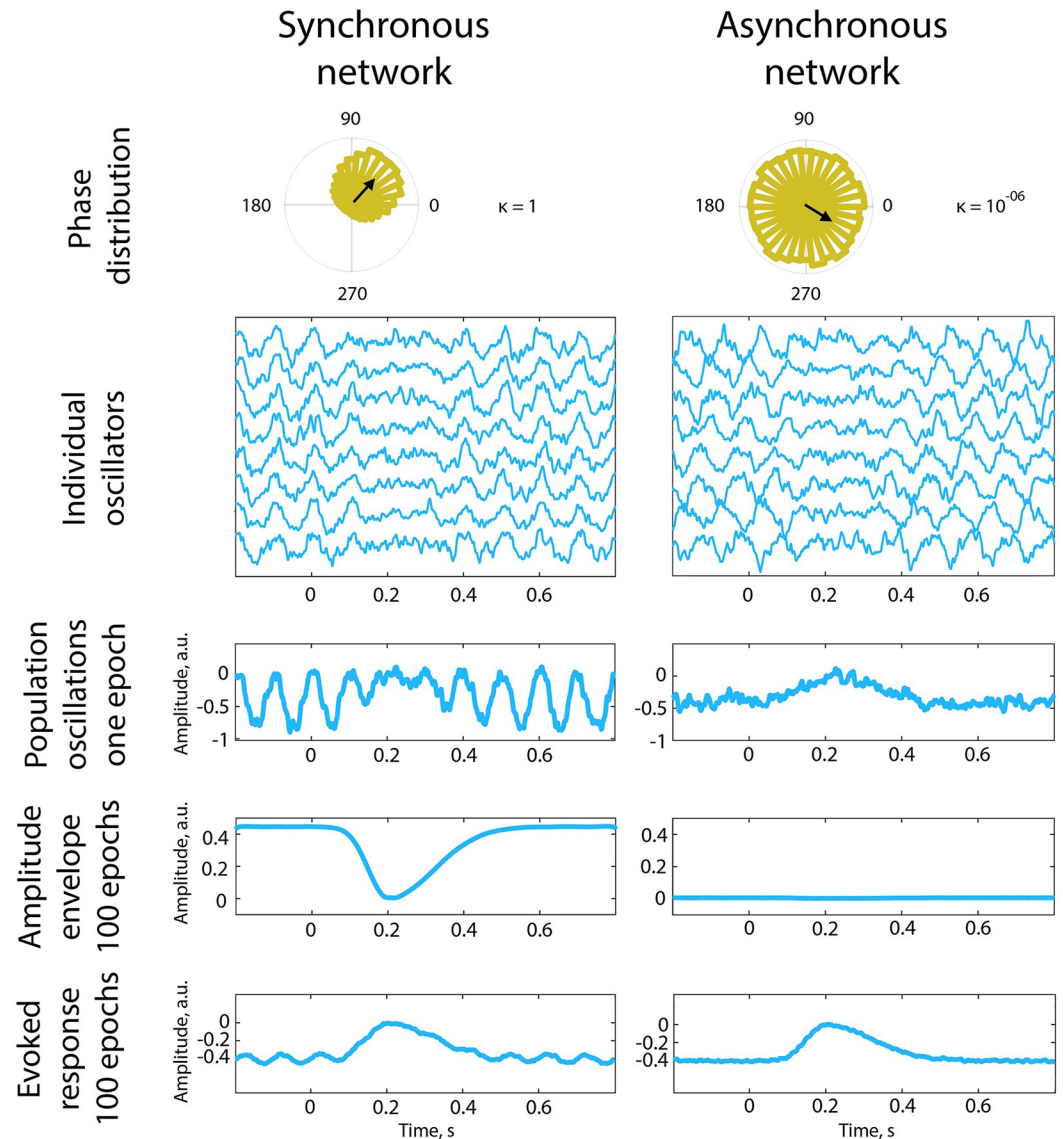 Synchronous
network
Asynchronous
network
Phase
distribution
90
180
0
270
κ = 1
90
180
0
270
κ = 10-06
Individual
oscillators
0
0.2
0.4
0.6
0
0.2
0.4
0.6
Population
oscillations
one epoch
Amplitude, a.u.
0
-0.5
-1
0
0.2
0.4
0.6
0
-0.5
-1
0
0.2
0.4
0.6
Amplitude
envelope
100 epochs
Amplitude, a.u.
0.4
0.2
0
0
0.2
0.4
0.6
0.4
0.2
0
0
0.2
0.4
0.6
Evoked
response
100 epochs
Amplitude, a.u.
0
-0.2
-0.4
0
0.2
0.4
0.6
Time, s
0
-0.2
-0.4
0
0.2
0.4
0.6
Time, s